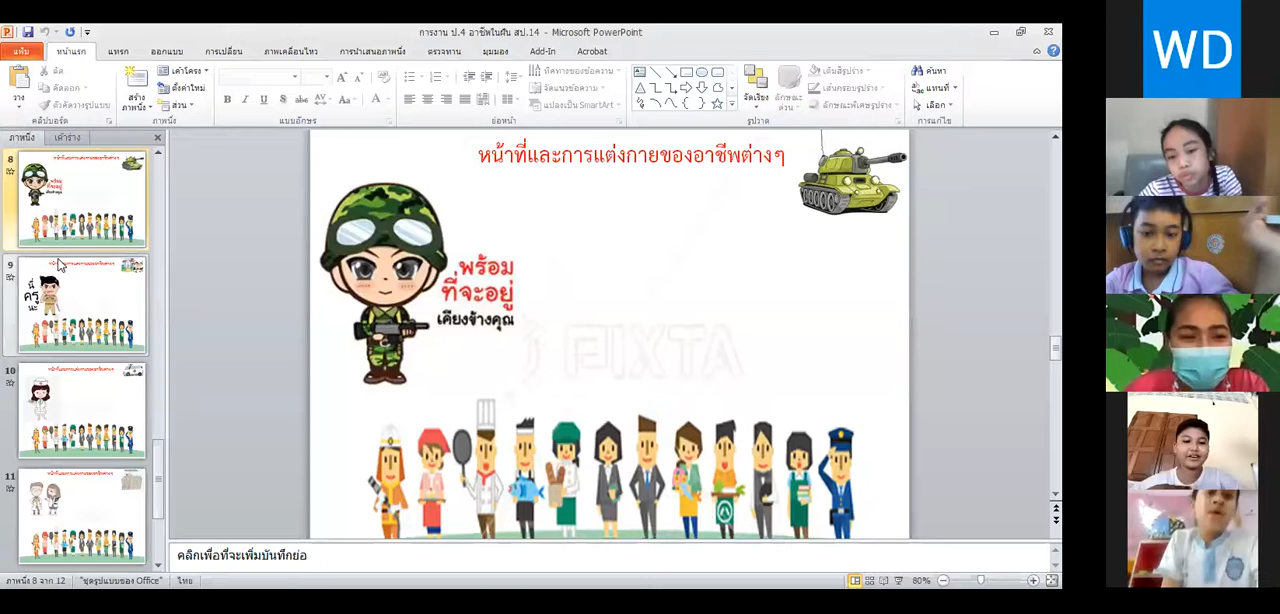 การงาน ป.4 อาชีพในฝัน สป.14 - Microsoft PowerPoint
แฟ้ม
หน้าแรก
แทรก
ออกแบบ
การเปลี่ยน
ภาพเคลื่อนไหว
การนำเสนอภาพนิ่ง
ตรวจทาน
มุมมอง
Add-In
Acrobat
วาง
ตัด
คัดลอก
ตัวคัดวางรูปแบบ
คลิปบอร์ด
สร้าง
ภาพนิ่ง
เค้าโครง
ตั้งค่าใหม่
ส่วน
ภาพนิ่ง
แบบอักษร
ทิศทางของข้อความ
จัดแนวข้อความ
แปลงเป็น SmartArt
ย่อหน้า
จัดเรียง
ลักษณะ
ด่วน
เติมสีรูปร่าง
เส้นกรอบรูปร่าง
ลักษณะพิเศษรูปร่าง
รูปวาด
ค้นหา
แทนที่
เลือก
การแก้ไข
ภาพนิ่ง
เค้าร่าง
8
9
นี่
ครู
นะ
10
11
หน้าที่และการแต่งกายของอาชีพต่างๆ
พร้อม
ที่จะอยู่
เคียงข้างคุณ
PIXTA
คลิกเพื่อที่จะเพิ่มบันทึกย่อ
ภาพนิ่ง 8 จาก 12
"ชุดรูปแบบของ Office"
ไทย
80%
WD